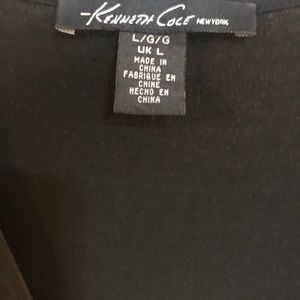 Kenneth Cole NEW YORK
L/G/G
UK L
MADE IN
CHINA
FABRIQUE EN
CHINE
HECHO EN
CHINA